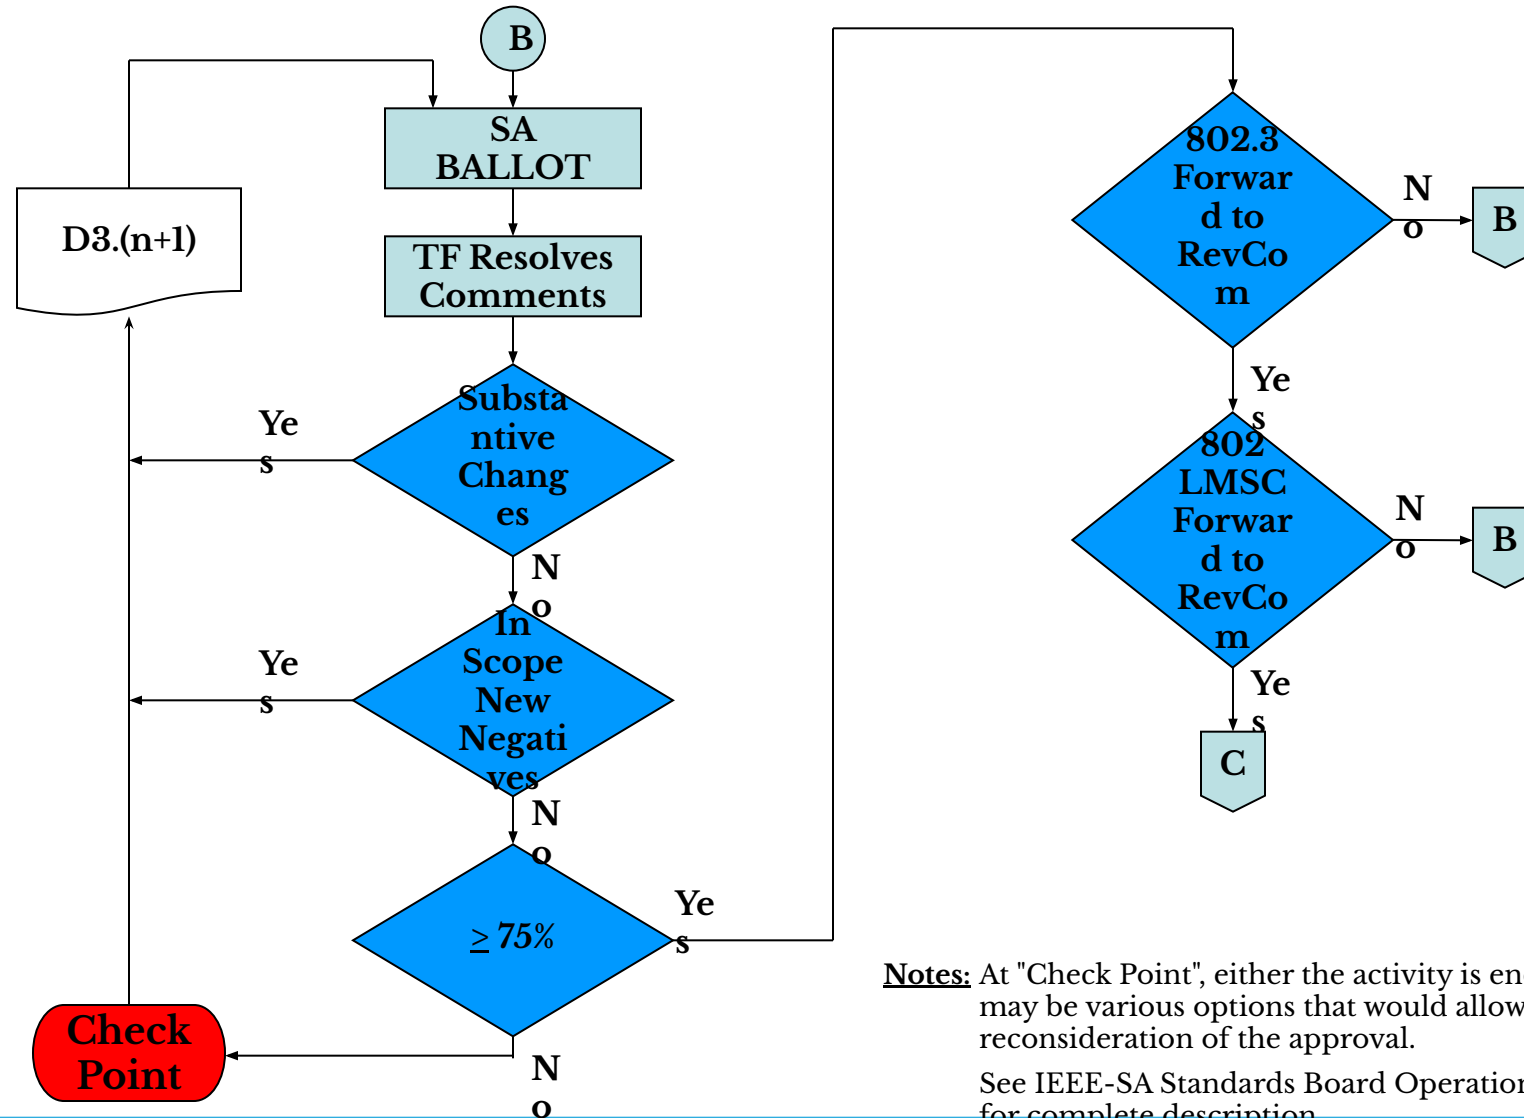 B
SA
BALLOT
D3.(n+1)
TF Resolves
Comments
Substa
ntive
Chang
es
Ye
s
N
o
In
Scope
New
Negati
ves
Ye
s
N
o
≥ 75%
Ye
s
N
o
Check
Point
802.3
Forwar
d to
RevCo
m
N
o
B
Ye
s
802
LMSC
Forwar
d to
RevCo
m
N
o
B
Ye
s
C
Notes: At "Check Point", either the activity is en
may be various options that would allow
reconsideration of the approval.
See IEEE-SA Standards Board Operation
for complete description